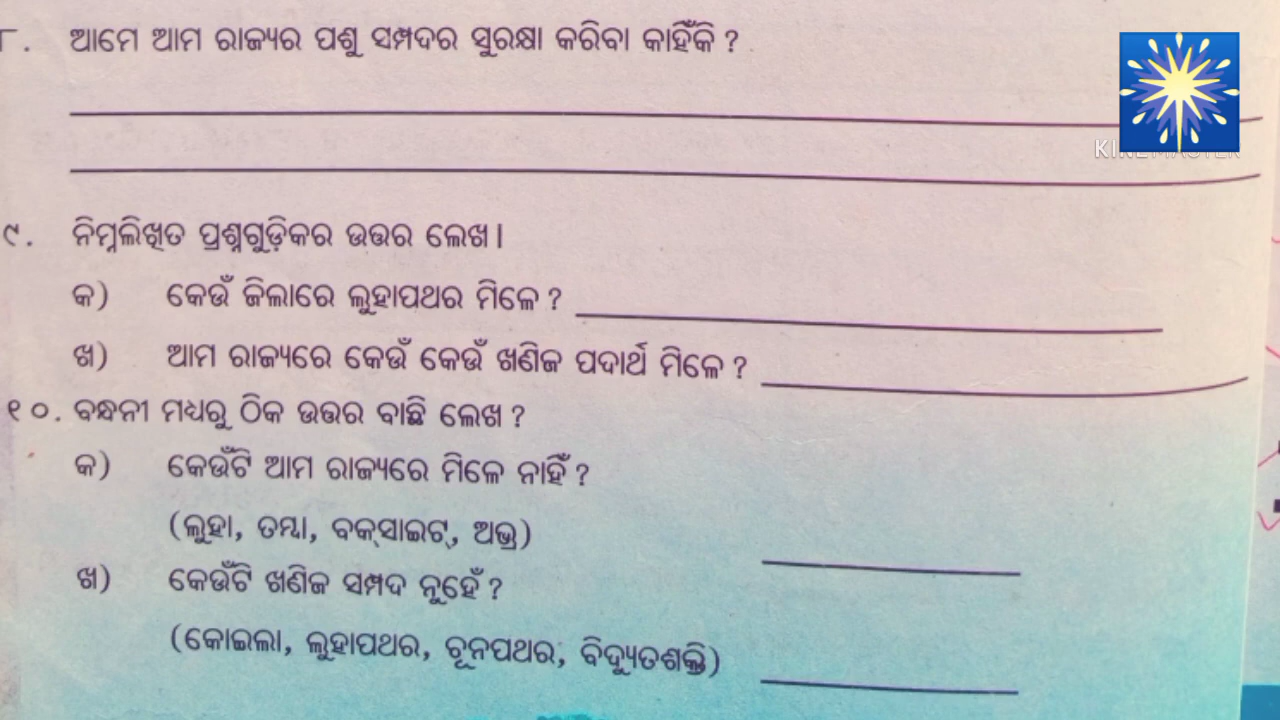 ୮. ଆମେ ଆମ ରାଜ୍ୟର ପଶୁ ସମ୍ପଦର ସୁରକ୍ଷା କରିବା କାହିଁକି ?
KINEMASTER
୯. ନିମ୍ନଲିଖିତ ପ୍ରଶ୍ନଗୁଡ଼ିକର ଉତ୍ତର ଲେଖ।
କ) କେଉଁ ଜିଲାରେ ଲୁହାପଥର ମିଳେ ?
ଖ) ଆମ ରାଜ୍ୟରେ କେଉଁ କେଉଁ ଖଣିଜ ପଦାର୍ଥ ମିଳେ ?
୧୦. ବନ୍ଧନୀ ମଧ୍ୟରୁ ଠିକ ଉତ୍ତର ବାଛି ଲେଖ ?
କ) କେଉଁଟି ଆମ ରାଜ୍ୟରେ ମିଳେ ନାହିଁ ?
(ଲୁହା, ତମ୍ବା, ବକ୍‌ସାଇଟ୍, ଅଭ୍ର)
ଖ) କେଉଁଟି ଖଣିଜ ସମ୍ପଦ ନୁହେଁ ?
(କୋଇଲା, ଲୁହାପଥର, ଚୂନପଥର, ବିଦ୍ୟୁତଶକ୍ତି)